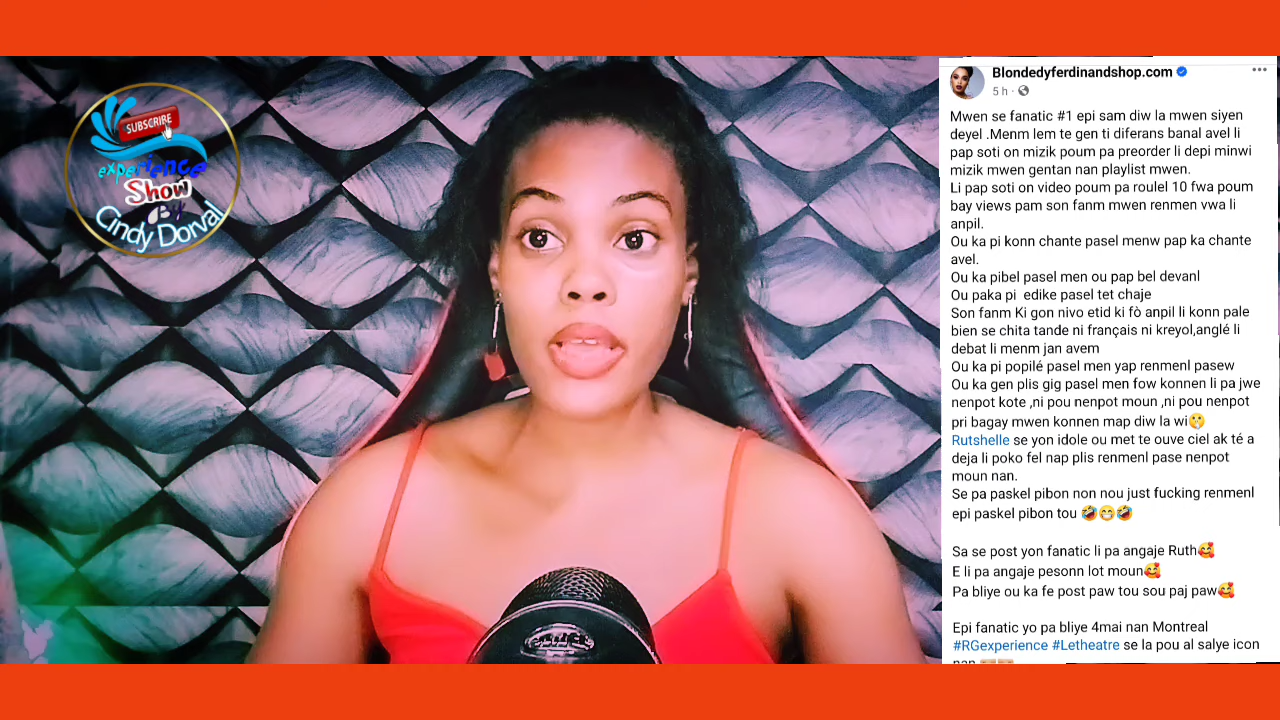 SUBSCRIBE
experience
Show
By
Cindy Dorval
Blondedyferdinandshop.com
5 h ·
Mwen se fanatic #1 epi sam diw la mwen siyen
deyel .Menm lem te gen ti diferans banal avel li
pap soti on mizik poum pa preorder li depi minwi
mizik mwen gentan nan playlist mwen.
Li pap soti on video poum pa roulel 10 fwa poum
bay views pam son fanm mwen renmen vwa li
anpil.
Ou ka pi konn chante pasel menw pap ka chante
avel.
Ou ka pibel pasel men ou pap bel devanl
Ou paka pi edike pasel tet chaje
Son fanm Ki gon nivo etid ki fò anpil li konn pale
bien se chita tande ni français ni kreyol,anglé li
debat li menm jan avem
Ou ka pi popilé pasel men yap renmenl pasew
Ou ka gen plis gig pasel men fow konnen li pa jwe
nenpot kote ,ni pou nenpot moun ,ni pou nenpot
pri bagay mwen konnen map diw la wi🤫
Rutshelle se yon idole ou met te ouve ciel ak té a
deja li poko fel nap plis renmenl pase nenpot
moun nan.
Se pa paskel pibon non nou just fucking renmenl
epi paskel pibon tou 🤣😁🤣
Sa se post yon fanatic li pa angaje Ruth🥰
E li pa angaje pesonn lot moun🥰
Pa bliye ou ka fe post paw tou sou paj paw🥰
Epi fanatic yo pa bliye 4mai nan Montreal
#RGexperience #Letheatre se la pou al salye icon
nan